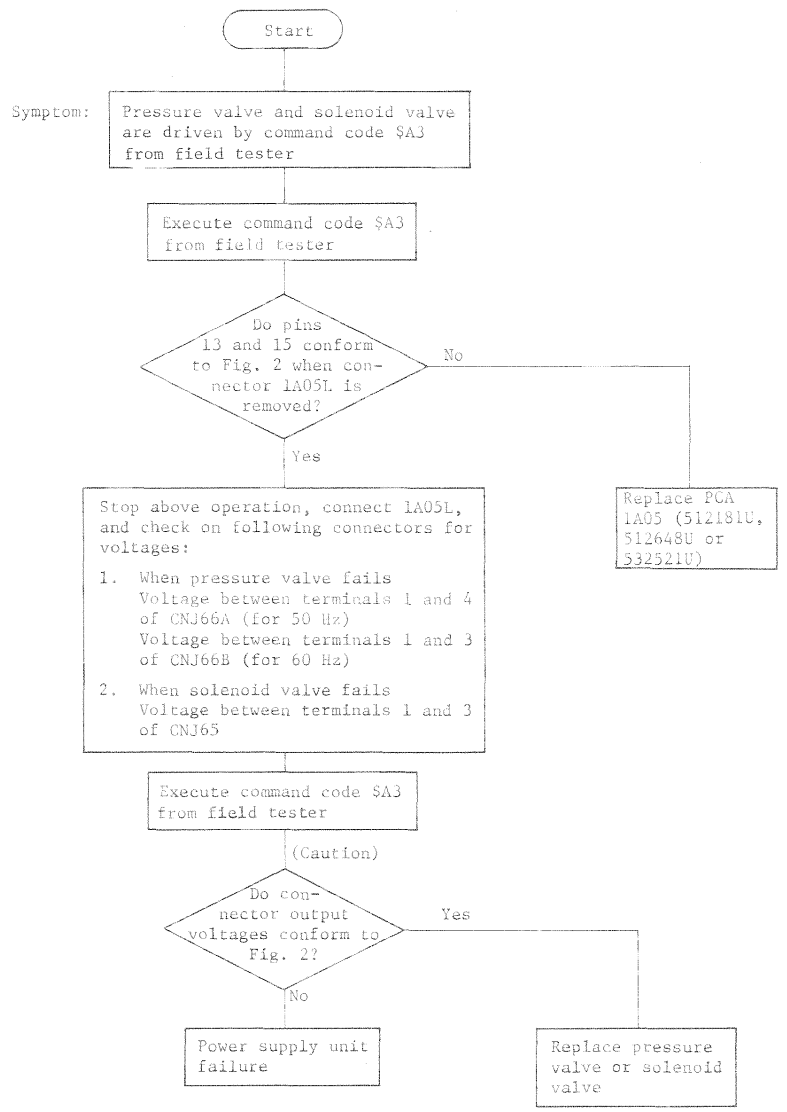 Start
Symptom:
Pressure valve and solenoid valve
are driven by command code $A3
from field tester
Execute command code $A3
from field tester
Do pins
13 and 15 conform
to Fig. 2 when con-
nector 1A05L is
removed?
No
Yes
Stop above operation, connect 1A05L,
and check on following connectors for
voltages:
1. When pressure valve fails
Voltage between terminals 1 and 4
of CNJ66A (for 50 Hz)
Voltage between terminals 1 and 3
of CNJ66B (for 60 Hz)
2. When solenoid valve fails
Voltage between terminals 1 and 3
of CNJ65
Replace PCA
1A05 (512181U,
512648U or
532521U)
Execute command code $A3
from field tester
(Caution)
Do con-
nector output
voltages conform to
Fig. 2?
Yes
No
Power supply unit
failure
Replace pressure
valve or solenoid
valve